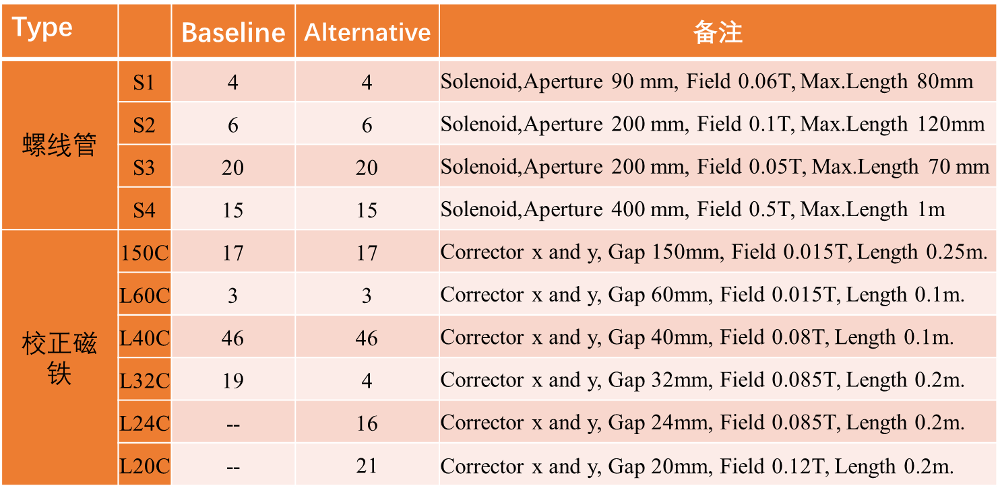 Type Baseline Alternative 备注
螺线管
S1 4 4 Solenoid,Aperture 90 mm, Field 0.06T, Max.Length 80mm
S2 6 6 Solenoid,Aperture 200 mm, Field 0.1T, Max.Length 120mm
S3 20 20 Solenoid,Aperture 200 mm, Field 0.05T, Max.Length 70 mm
S4 15 15 Solenoid,Aperture 400 mm, Field 0.5T, Max.Length 1m
校正磁
铁
150C 17 17 Corrector x and y, Gap 150mm, Field 0.015T, Length 0.25m.
L60C 3 3 Corrector x and y, Gap 60mm, Field 0.015T, Length 0.1m.
L40C 46 46 Corrector x and y, Gap 40mm, Field 0.08T, Length 0.1m.
L32C 19 4 Corrector x and y, Gap 32mm, Field 0.085T, Length 0.2m.
L24C -- 16 Corrector x and y, Gap 24mm, Field 0.085T, Length 0.2m.
L20C -- 21 Corrector x and y, Gap 20mm, Field 0.12T, Length 0.2m.